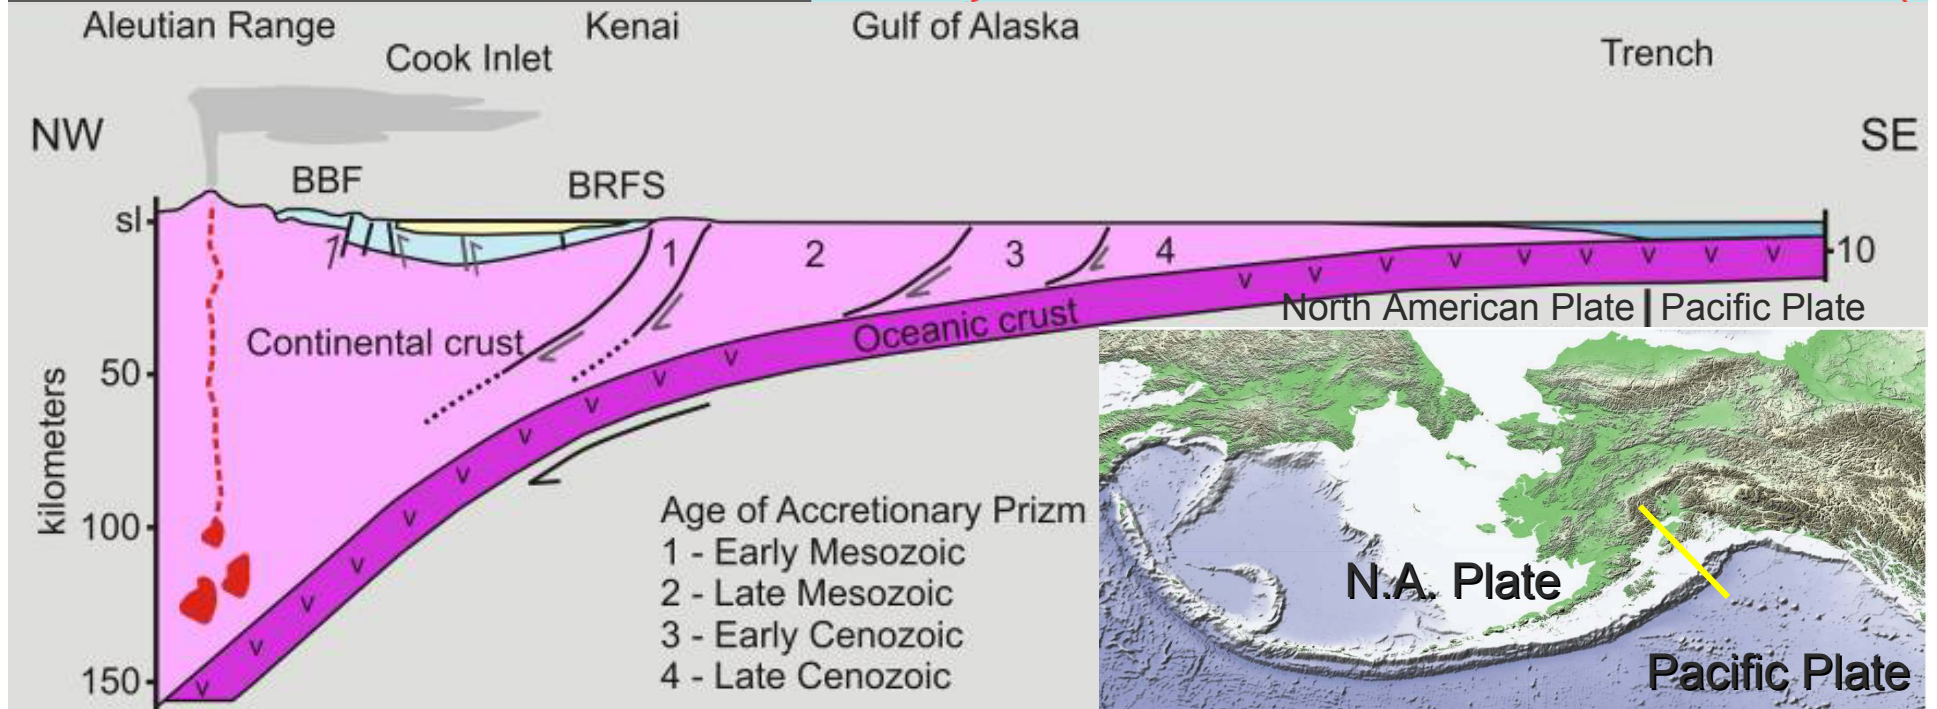 Aleutian Range
Kenai
Gulf of Alaska
Cook Inlet
Trench
NW
SE
BBF
BRFS
sl
1
2
3
4
10
North American Plate | Pacific Plate
Oceanic crust
Continental crust
50
kilometers
100
150
v v v v v v v v v v v v v v v v v v v v
Age of Accretionary Prizm
1 - Early Mesozoic
2 - Late Mesozoic
3 - Early Cenozoic
4 - Late Cenozoic
N.A. Plate
Pacific Plate